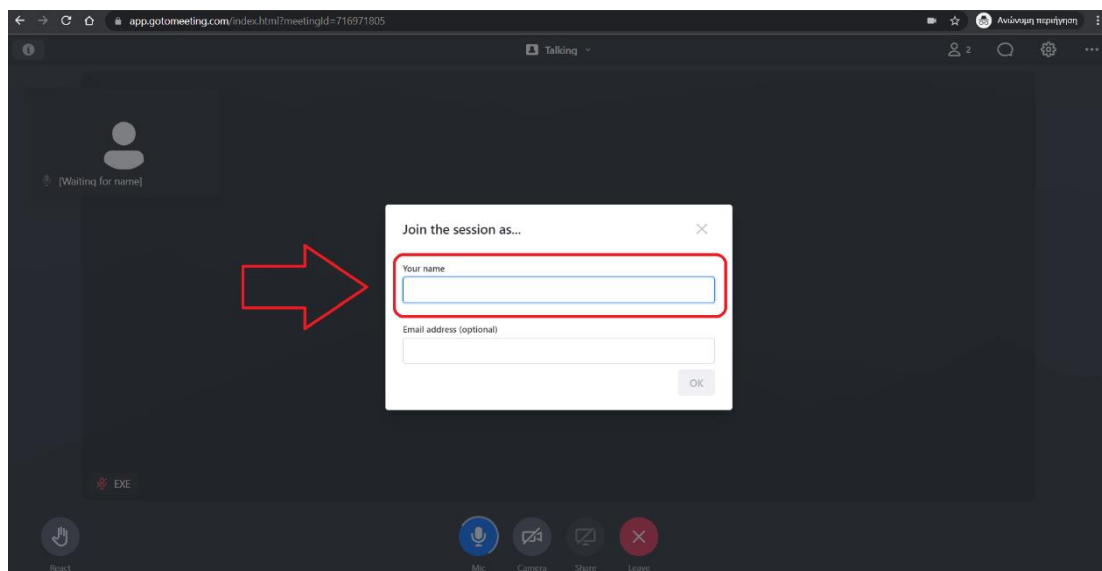 app.gotomeeting.com/index.html?meetingId=716971805
Ανώνυμη περιήγηση
Talking
2
[Waiting for name]
Join the session as...
Your name
Email address (optional)
OK
EXE
React
Mic
Camera
Share
Leave